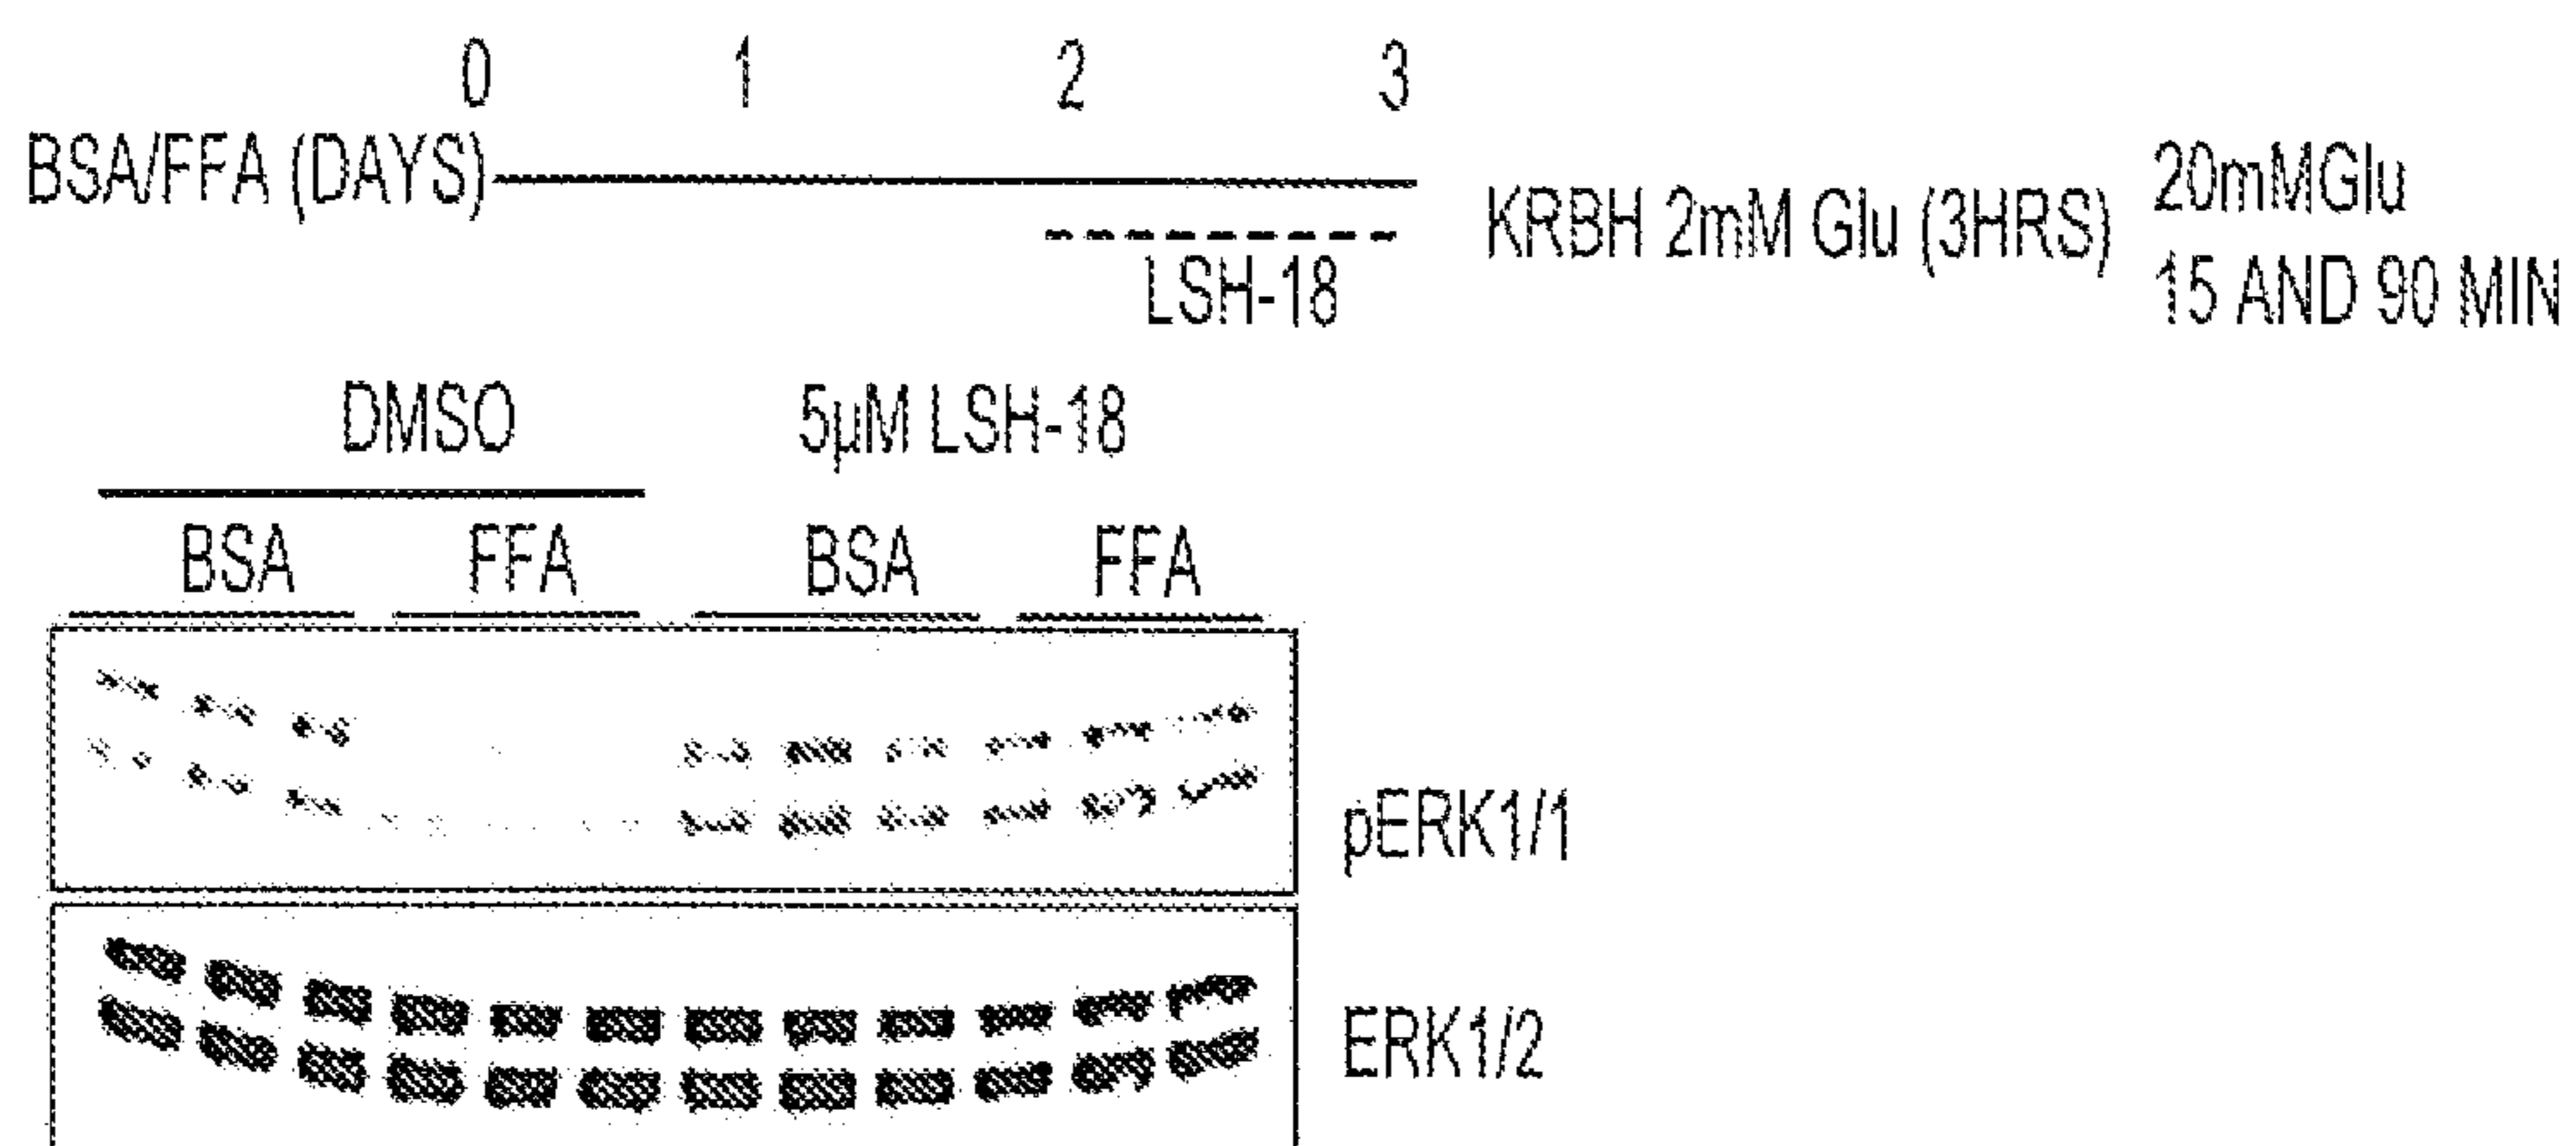 0 1 2 3
BSA/FFA (DAYS)
KRBH 2mM Glu (3HRS)
20mMGlu
15 AND 90 MIN
LSH-18
DMSO 5µM LSH-18
BSA FFA BSA FFA
pERK1/1
ERK1/2